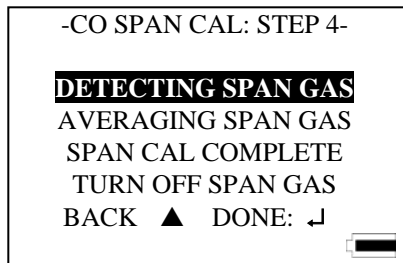 -CO SPAN CAL: STEP 4-
DETECTING SPAN GAS
AVERAGING SPAN GAS
SPAN CAL COMPLETE
TURN OFF SPAN GAS
BACK ▲ DONE: ↵